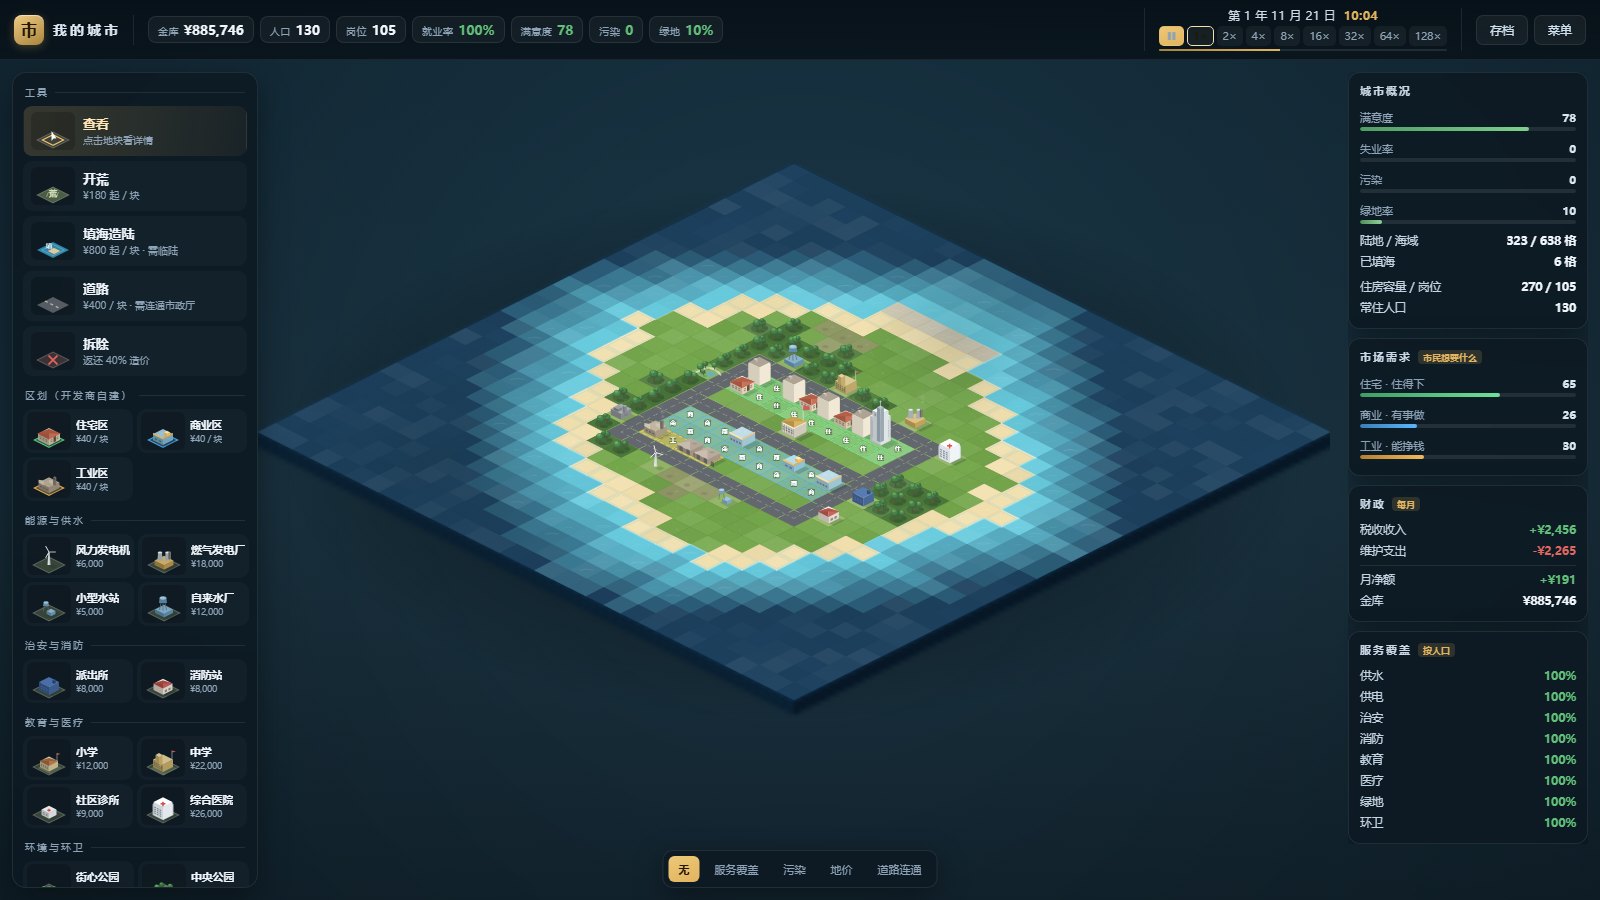 市 我的城市
金库 ¥885,746
人口 130
岗位 105
就业率 100%
满意度 78
污染 0
绿地 10%
第 1 年 11 月 21 日 10:04
2× 4× 8× 16× 32× 64× 128×
存档
菜单
工具
查看
点击地块看详情
开荒
¥180 起 / 块
填海造陆
¥800 起 / 块 · 需临陆
道路
¥400 / 块 · 需连通市政厅
拆除
返还 40% 造价
区划（开发商自建）
住宅区
¥40 / 块
商业区
¥40 / 块
工业区
¥40 / 块
能源与供水
风力发电机
¥6,000
燃气发电厂
¥18,000
小型水站
¥5,000
自来水厂
¥12,000
治安与消防
派出所
¥8,000
消防站
¥8,000
教育与医疗
小学
¥12,000
中学
¥22,000
社区诊所
¥9,000
综合医院
¥26,000
环境与环卫
街心公园
中央公园
无
服务覆盖
污染
地价
道路连通
城市概况
满意度 78
失业率 0
污染 0
绿地率 10
陆地 / 海域 323 / 638 格
已填海 6 格
住房容量 / 岗位 270 / 105
常住人口 130
市场需求 市民想要什么
住宅 · 住得下 65
商业 · 有事做 26
工业 · 能挣钱 30
财政 每月
税收收入 +¥2,456
维护支出 -¥2,265
月净额 +¥191
金库 ¥885,746
服务覆盖 按人口
供水 100%
供电 100%
治安 100%
消防 100%
教育 100%
医疗 100%
绿地 100%
环卫 100%